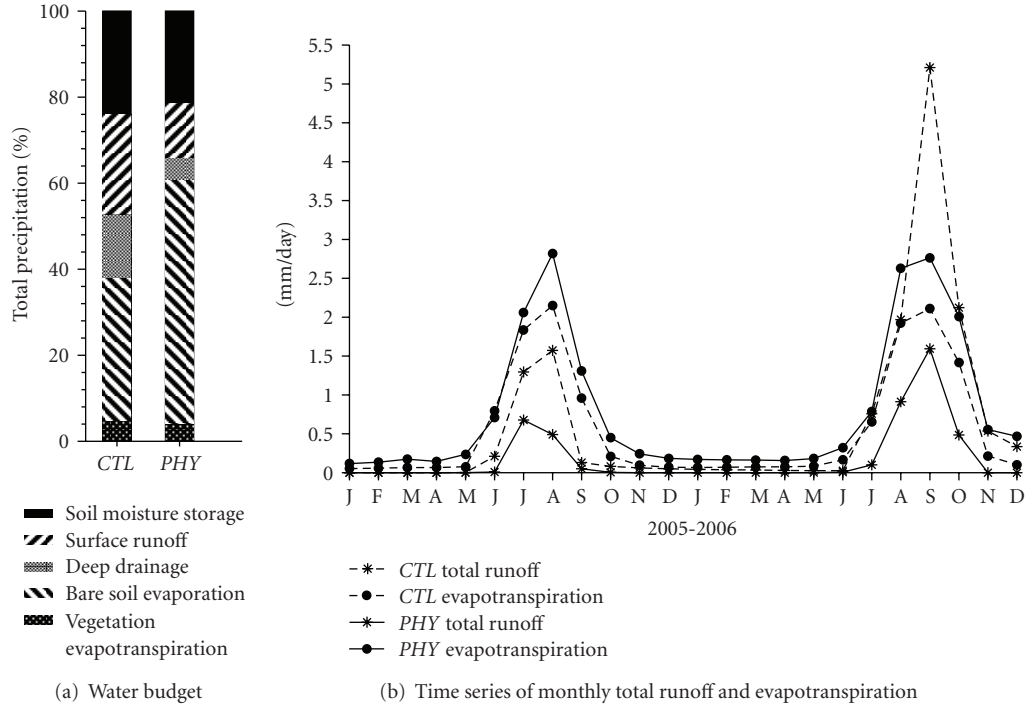 100
80
60
40
20
0
Total precipitation (%)
CTL PHY
Soil moisture storage
Surface runoff
Deep drainage
Bare soil evaporation
Vegetation
evapotranspiration
(a) Water budget
5.5
5
4.5
4
3.5
3
2.5
2
1.5
1
0.5
0
(mm/day)
J F M A M J J A S O N D J F M A M J J A S O N D
2005-2006
CTL total runoff
CTL evapotranspiration
PHY total runoff
PHY evapotranspiration
(b) Time series of monthly total runoff and evapotranspiration